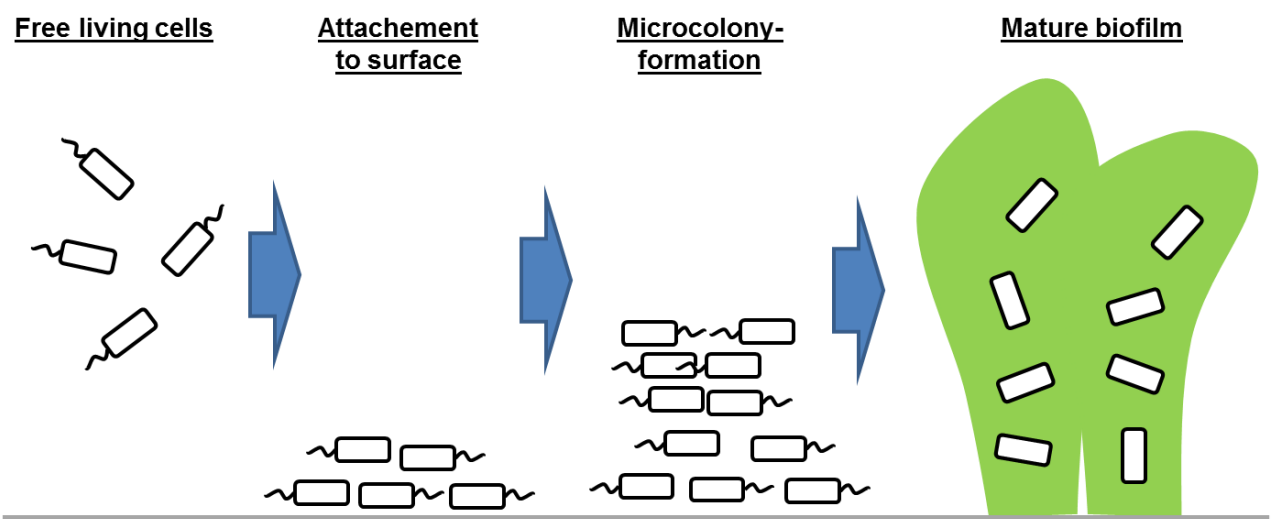 Free living cells
Attachement
to surface
Microcolony-
formation
Mature biofilm